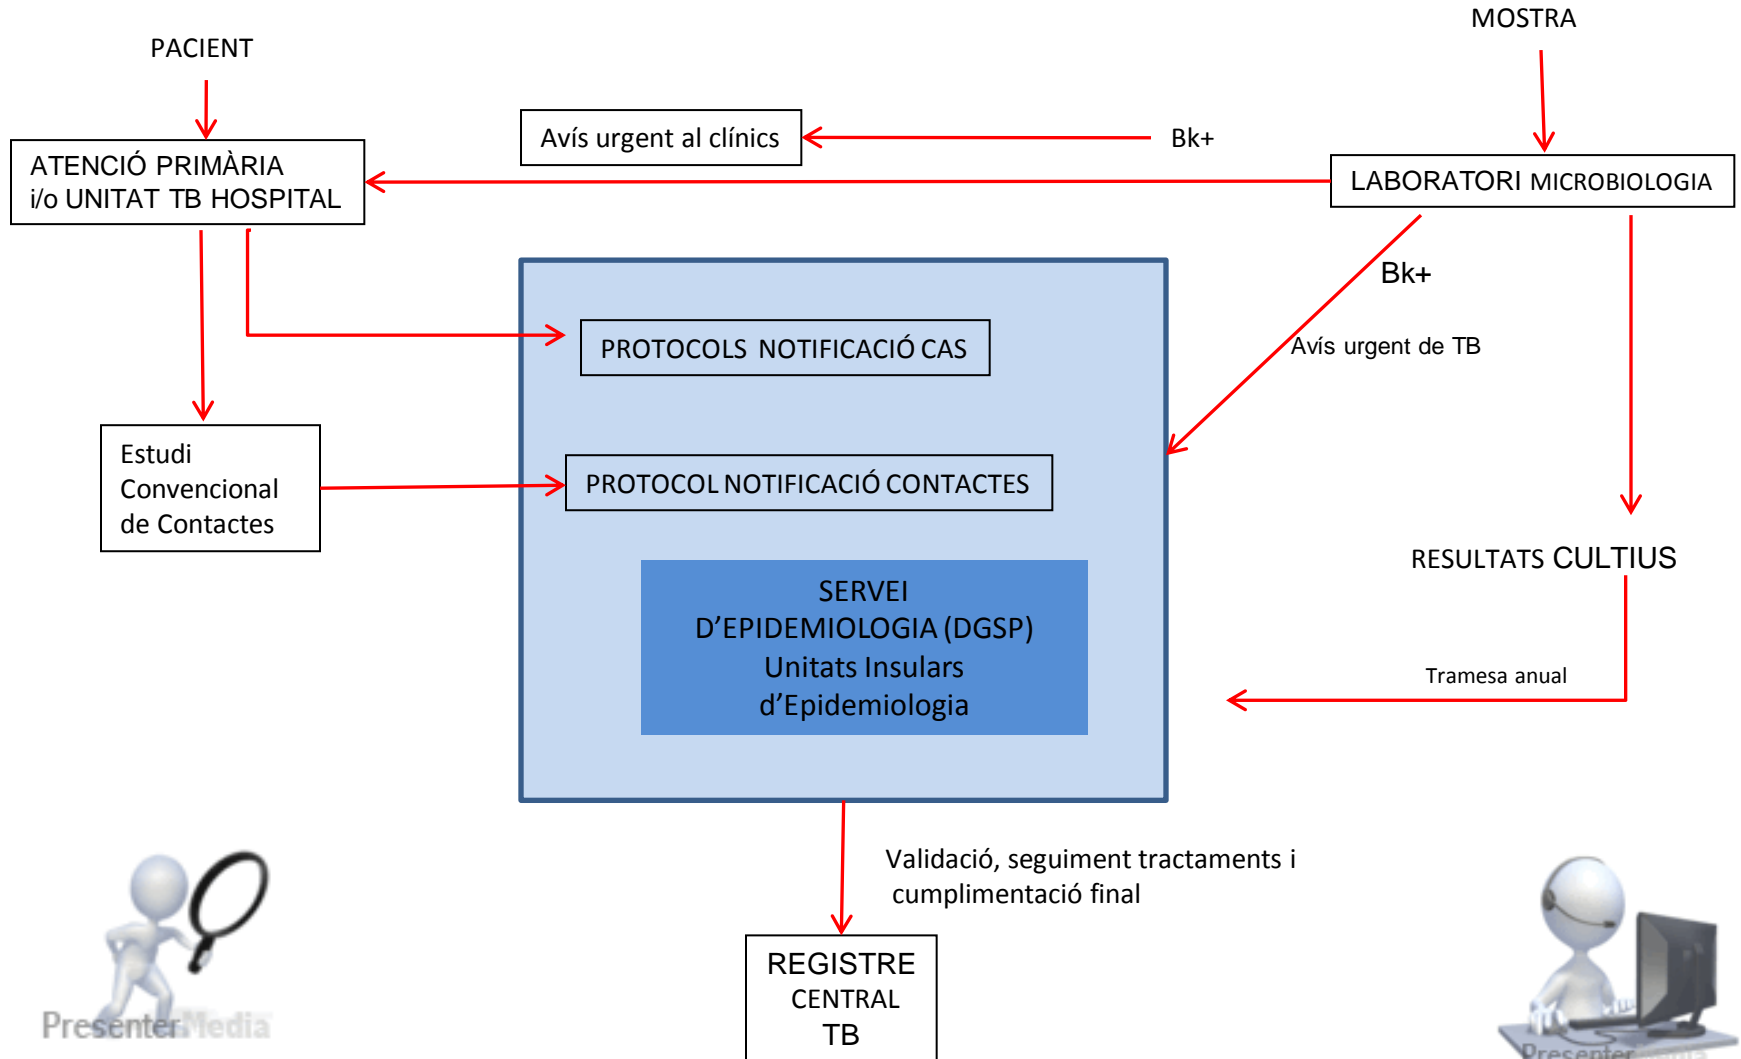 MOSTRA
PACIENT
Avís urgent al clínics
Bk+
ATENCIÓ PRIMÀRIA
i/o UNITAT TB HOSPITAL
LABORATORI MICROBIOLOGIA
Bk+
Avís urgent de TB
PROTOCOLS NOTIFICACIÓ CAS
Estudi
Convencional
de Contactes
PROTOCOL NOTIFICACIÓ CONTACTES
RESULTATS CULTIUS
SERVEI
D'EPIDEMIOLOGIA (DGSP)
Unitats Insulars
d'Epidemiologia
Tramesa anual
Validació, seguiment tractaments i
cumplimentació final
REGISTRE
CENTRAL
TB
PresenterMedia
PresenterMedia